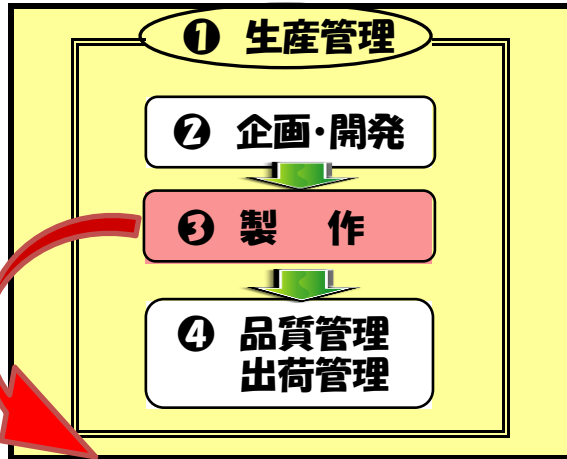 ❶ 生産管理
❷ 企画・開発
❸ 製 作
❹ 品質管理
出荷管理